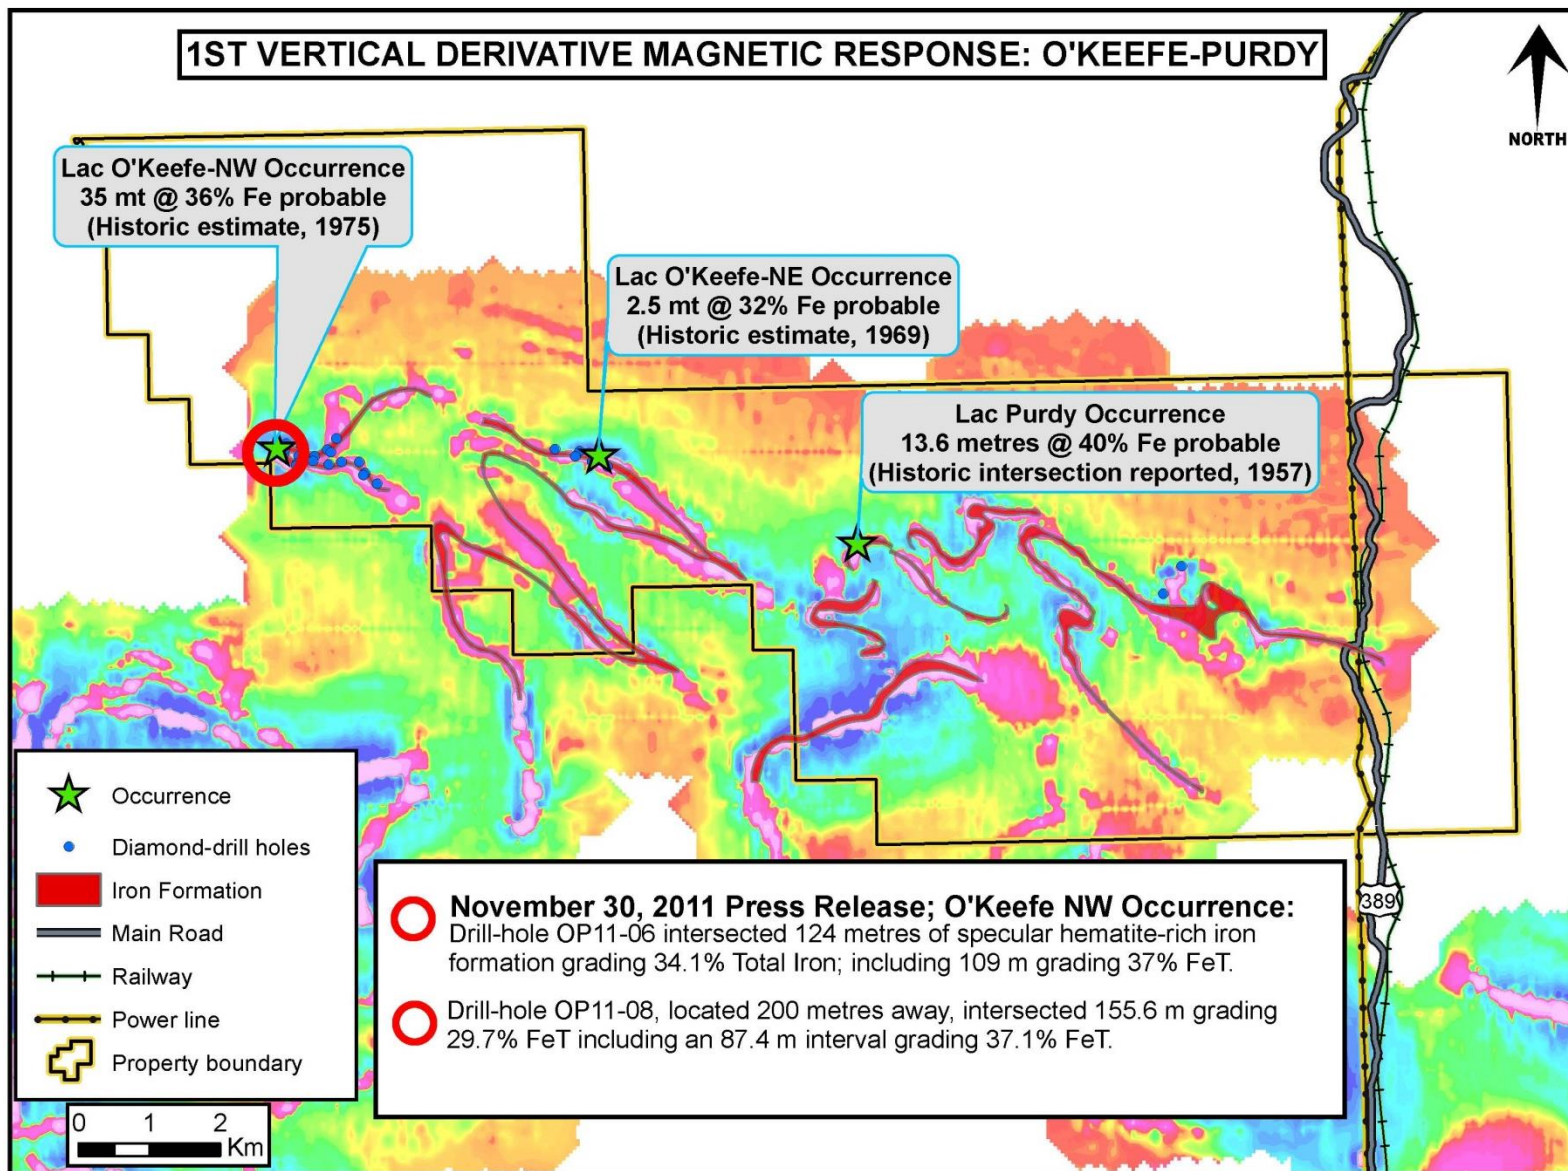 1ST VERTICAL DERIVATIVE MAGNETIC RESPONSE: O'KEEFE-PURDY
NORTH
Lac O'Keefe-NW Occurrence
35 mt @ 36% Fe probable
(Historic estimate, 1975)
Lac O'Keefe-NE Occurrence
2.5 mt @ 32% Fe probable
(Historic estimate, 1969)
Lac Purdy Occurrence
13.6 metres @ 40% Fe probable
(Historic intersection reported, 1957)
Occurrence
Diamond-drill holes
Iron Formation
Main Road
Railway
Power line
Property boundary
0 1 2
Km
November 30, 2011 Press Release; O'Keefe NW Occurrence:
Drill-hole OP11-06 intersected 124 metres of specular hematite-rich iron
formation grading 34.1% Total Iron; including 109 m grading 37% FeT.
Drill-hole OP11-08, located 200 metres away, intersected 155.6 m grading
29.7% FeT including an 87.4 m interval grading 37.1% FeT.
389